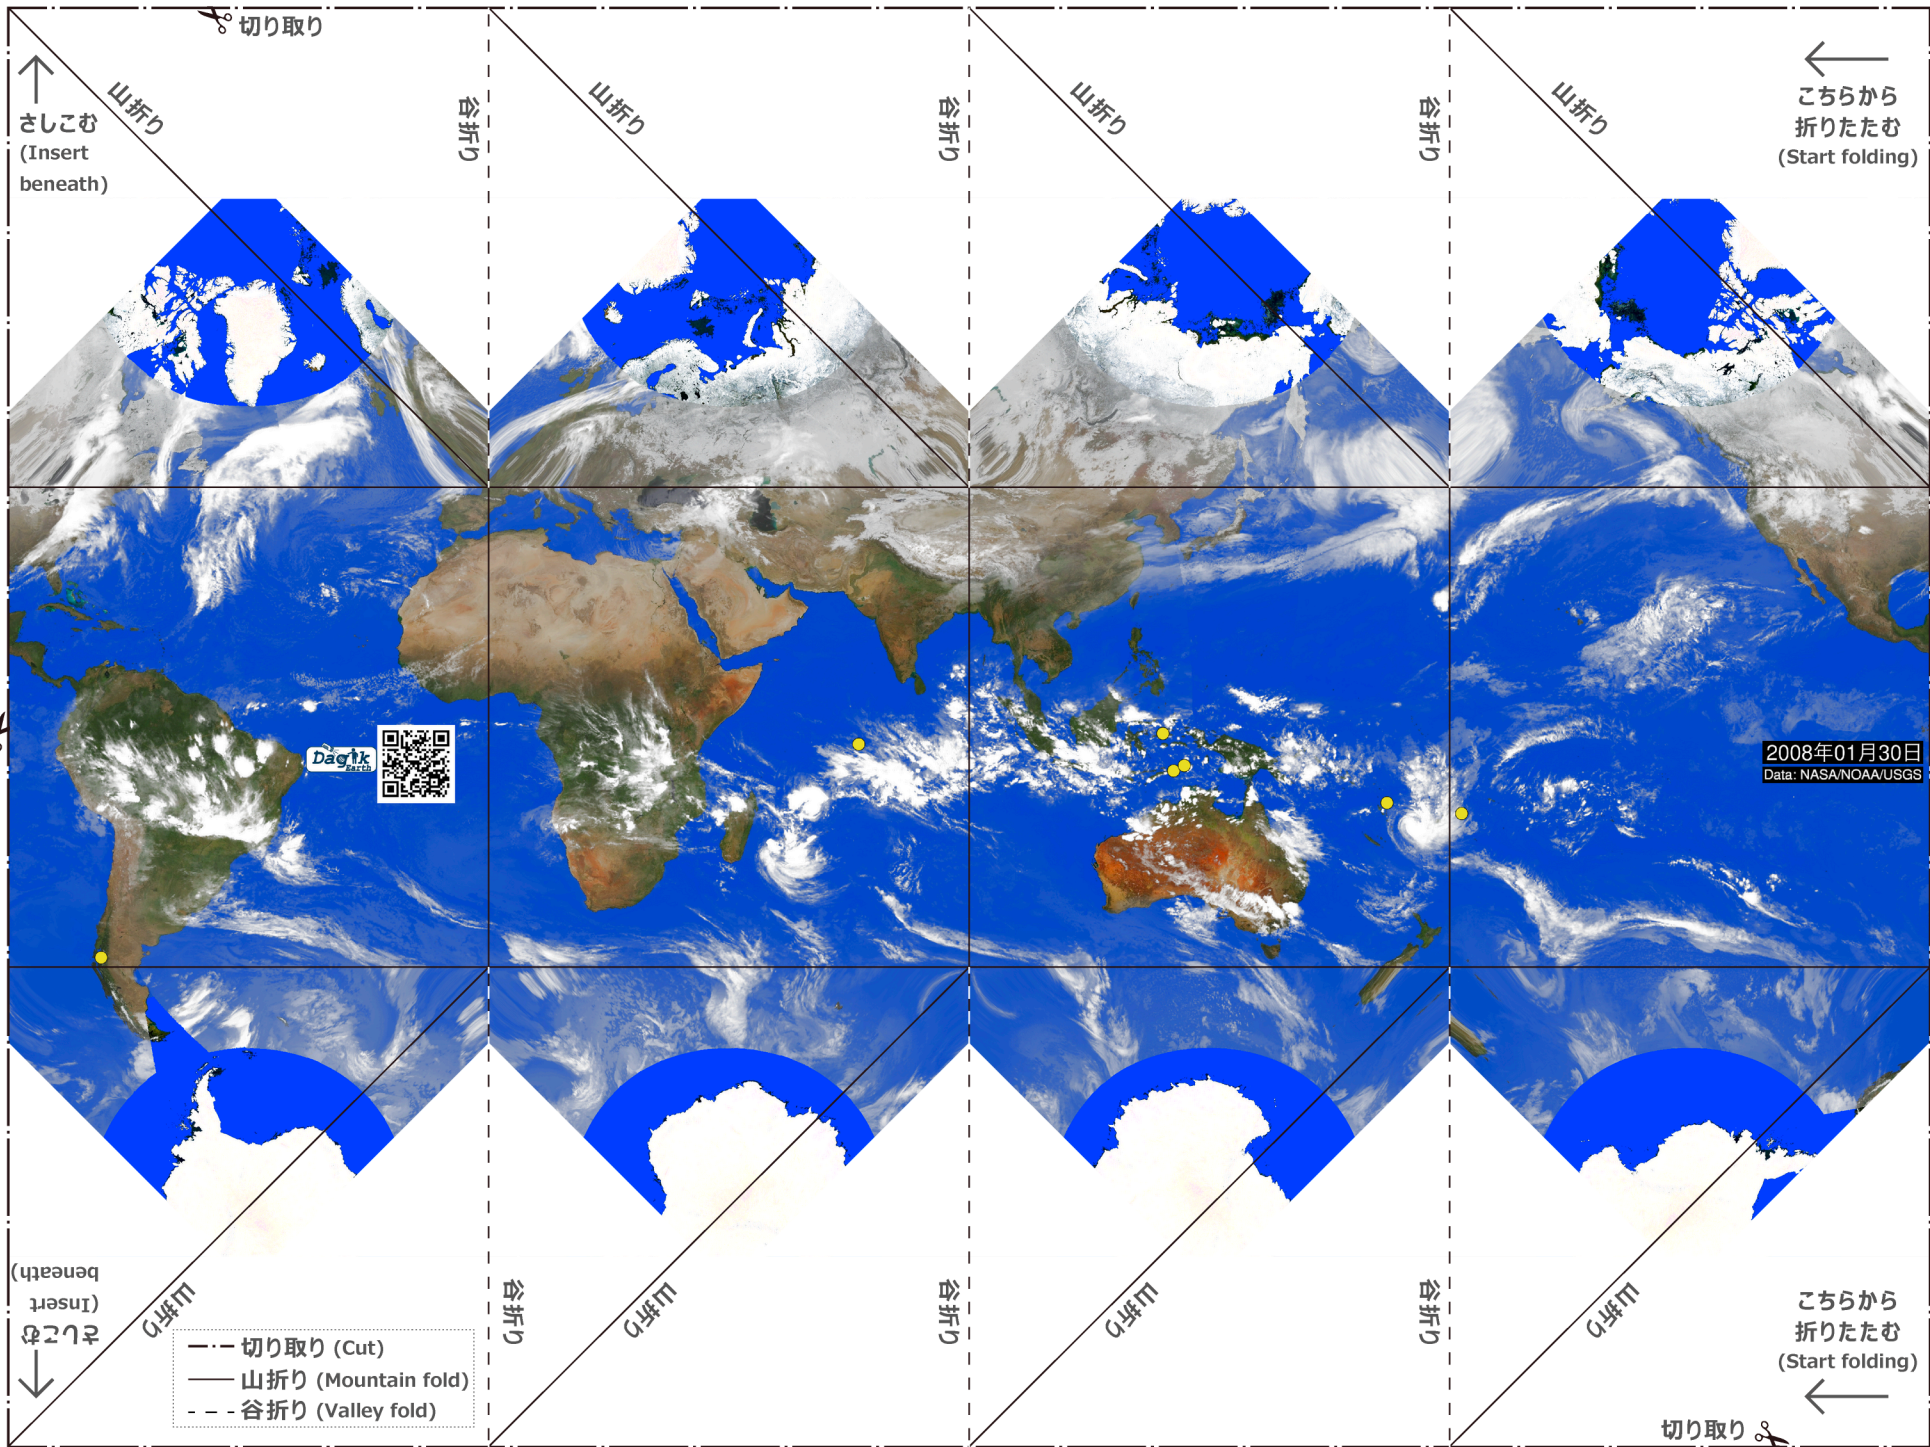 切り取り
山折り
谷折り
山折り
谷折り
山折り
谷折り
山折り
さしこむ
(Insert
beneath)
こちらから
折りたたむ
(Start folding)
Dagik
Earth
2008年01月30日
Data: NASA/NOAA/USGS
さしこむ
(Insert
beneath)
山折り
谷折り
山折り
谷折り
山折り
谷折り
山折り
こちらから
折りたたむ
(Start folding)
切り取り (Cut)
山折り (Mountain fold)
谷折り (Valley fold)
切り取り